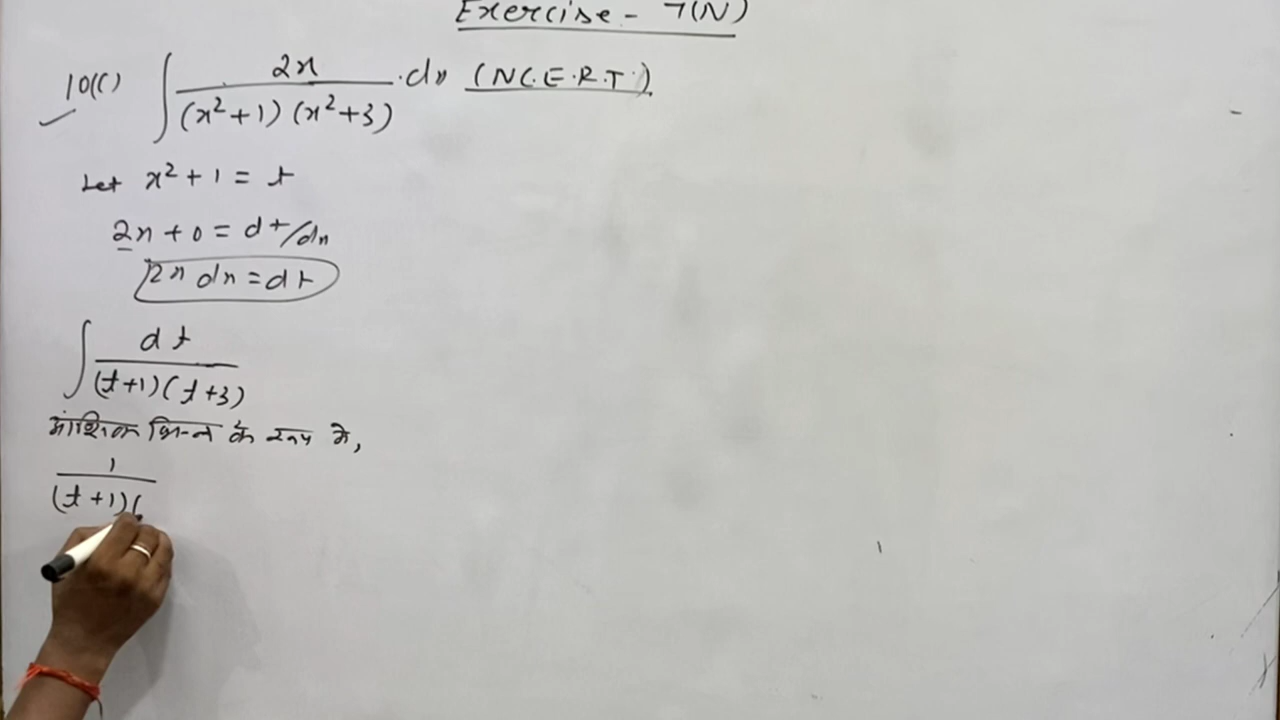 Exercise - 7(N)
10(C) ∫ 2x / (x²+1) (x²+3) .dx (N.C.E.R.T.)
Let x² + 1 = t
2x + 0 = dt/dx
2x dx = dt
∫ dt / (t+1) (t+3)
आंशिक भिन्न के रूप में,
1 / (t+1)(